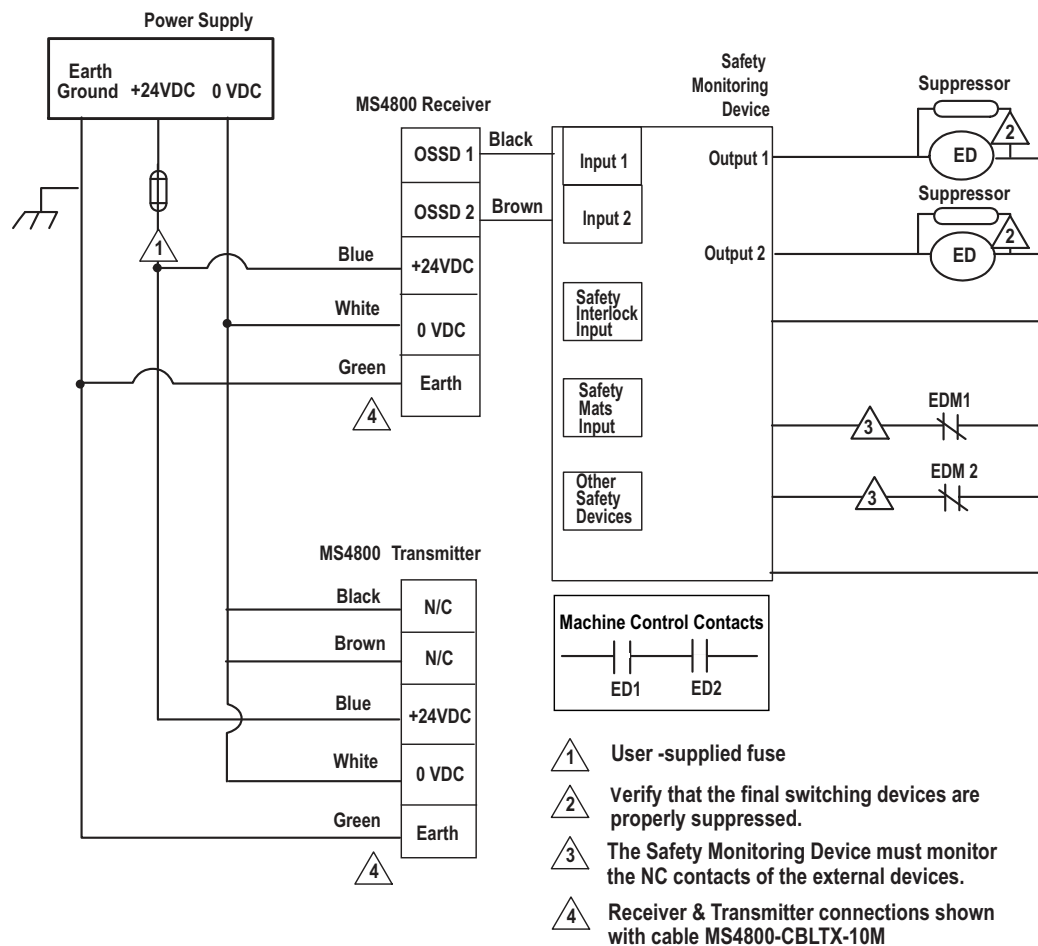 Power Supply
Earth
Ground
+24VDC
0 VDC
MS4800 Receiver
OSSD 1
Black
OSSD 2
Brown
Blue
+24VDC
White
0 VDC
Green
Earth
4
1
Safety
Monitoring
Device
Input 1
Output 1
Input 2
Output 2
Safety
Interlock
Input
Safety
Mats
Input
Other
Safety
Devices
Suppressor
2
ED
Suppressor
2
ED
EDM1
3
EDM 2
3
MS4800 Transmitter
Black
N/C
Brown
N/C
Blue
+24VDC
White
0 VDC
Green
Earth
4
Machine Control Contacts
ED1
ED2
1 User -supplied fuse
2 Verify that the final switching devices are
properly suppressed.
3 The Safety Monitoring Device must monitor
the NC contacts of the external devices.
4 Receiver & Transmitter connections shown
with cable MS4800-CBLTX-10M